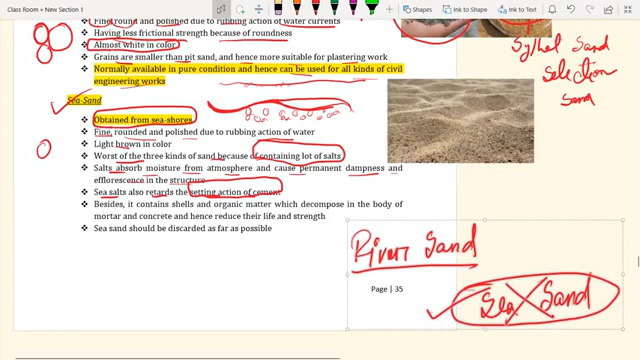 Class Room » New Section 1
Fine, round and polished due to rubbing action of water currents
Having less frictional strength because of roundness
Almost white in color
Grains are smaller than pit sand, and hence more suitable for plastering work
Normally available in pure condition and hence can be used for all kinds of civil
engineering works
Sea-Sand
Obtained from sea-shores
Fine, rounded and polished due to rubbing action of water
Light brown in color
Worst of the three kinds of sand because of containing lot of salts
Salts absorb moisture from atmosphere and cause permanent dampness and
efflorescence in the structure
Sea salts also retards the setting action of cement
Besides, it contains shells and organic matter which decompose in the body of
mortar and concrete and hence reduce their life and strength
Sea sand should be discarded as far as possible
Sylhet Sand
Selection
Sand
River Sand
Page | 35
Sea Sand